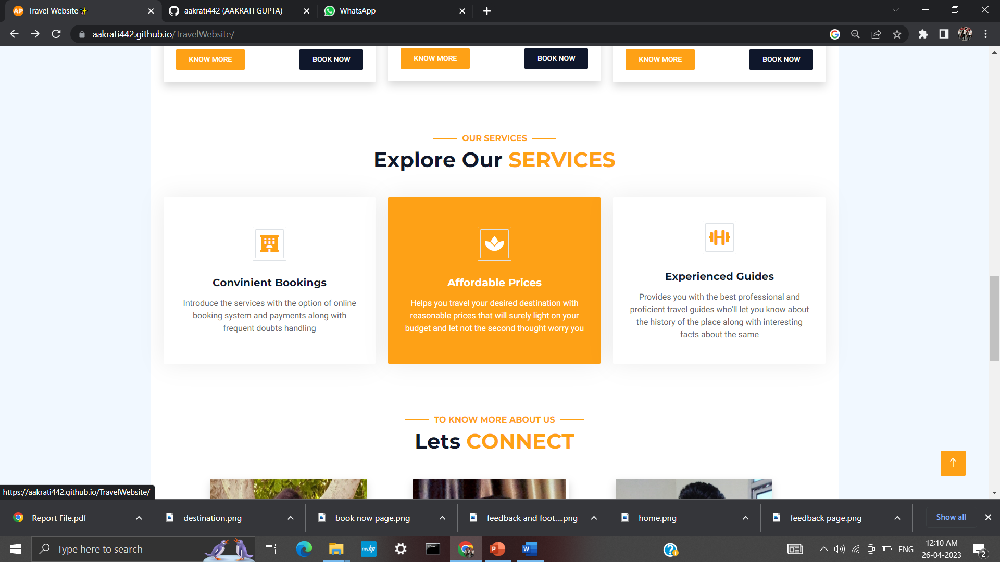 AP Travel Website✨
aakrati442 (AAKRATI GUPTA)
WhatsApp
aakrati442.github.io/TravelWebsite/
KNOW MORE
BOOK NOW
KNOW MORE
BOOK NOW
KNOW MORE
BOOK NOW
OUR SERVICES
Explore Our SERVICES
Convinient Bookings
Introduce the services with the option of online
booking system and payments along with
frequent doubts handling
Affordable Prices
Helps you travel your desired destination with
reasonable prices that will surely light on your
budget and let not the second thought worry you
Experienced Guides
Provides you with the best professional and
proficient travel guides who'll let you know about
the history of the place along with interesting
facts about the same
TO KNOW MORE ABOUT US
Lets CONNECT
https://aakrati442.github.io/TravelWebsite/
Report File.pdf
destination.png
book now page.png
feedback and foot....png
home.png
feedback page.png
Show all
Type here to search
myhp
P
W
ENG
12:10 AM
26-04-2023
2